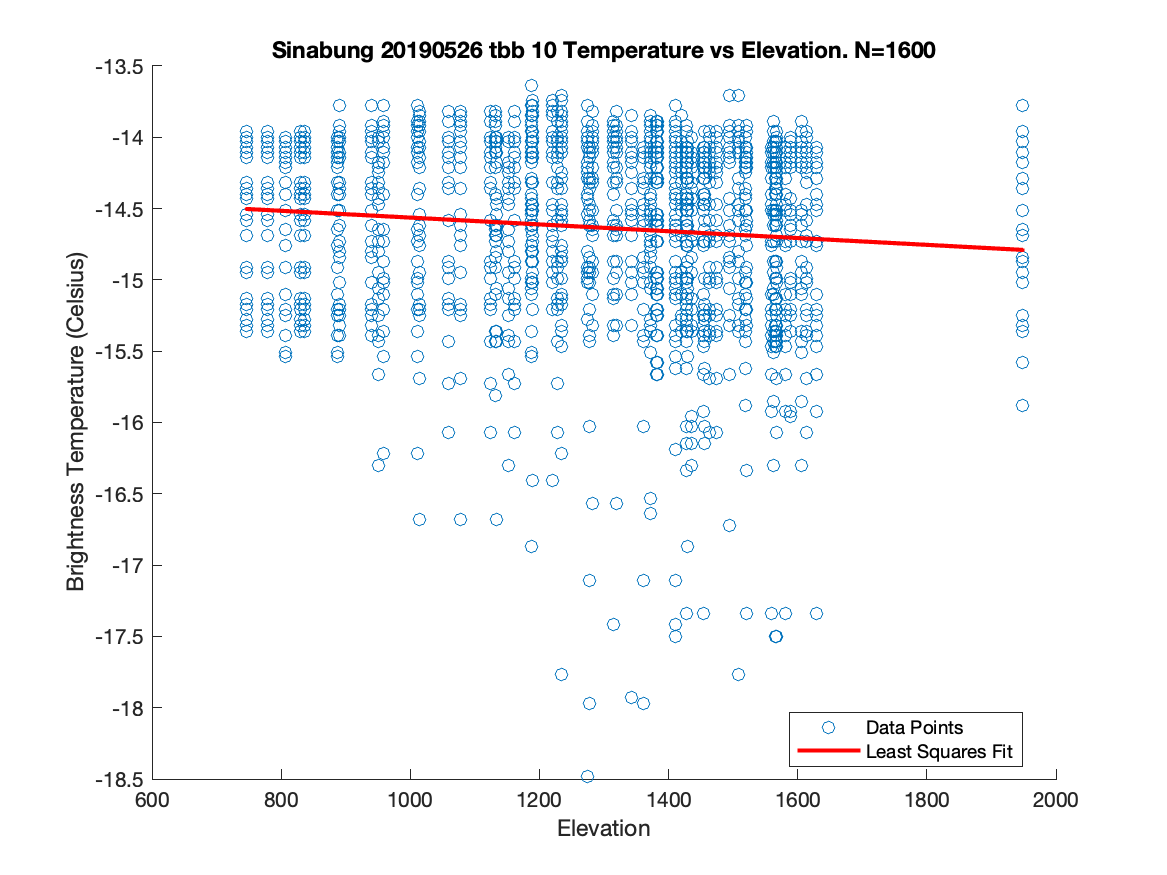 Sinabung 20190526 tbb 10 Temperature vs Elevation. N=1600
-13.5
-14
-14.5
-15
-15.5
-16
-16.5
-17
-17.5
-18
-18.5
Brightness Temperature (Celsius)
Data Points
Least Squares Fit
600 800 1000 1200 1400 1600 1800 2000
Elevation